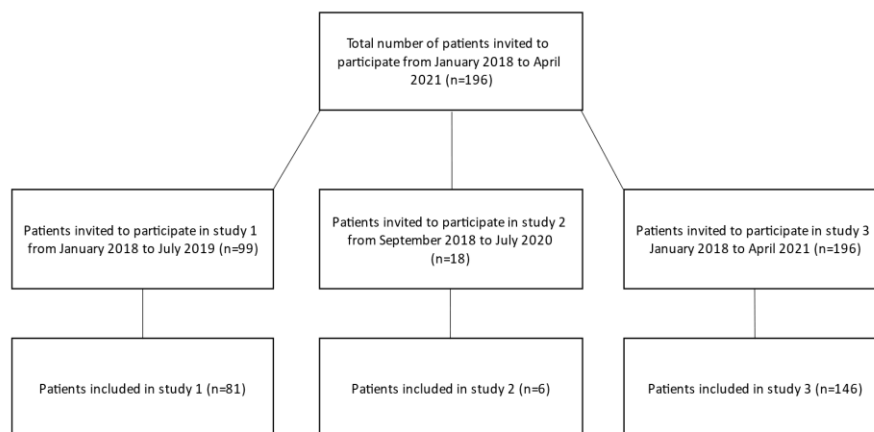 Total number of patients invited to
participate from January 2018 to April
2021 (n=196)
Patients invited to participate in study 1
from January 2018 to July 2019 (n=99)
Patients invited to participate in study 2
from September 2018 to July 2020
(n=18)
Patients invited to participate in study 3
January 2018 to April 2021 (n=196)
Patients included in study 1 (n=81)
Patients included in study 2 (n=6)
Patients included in study 3 (n=146)